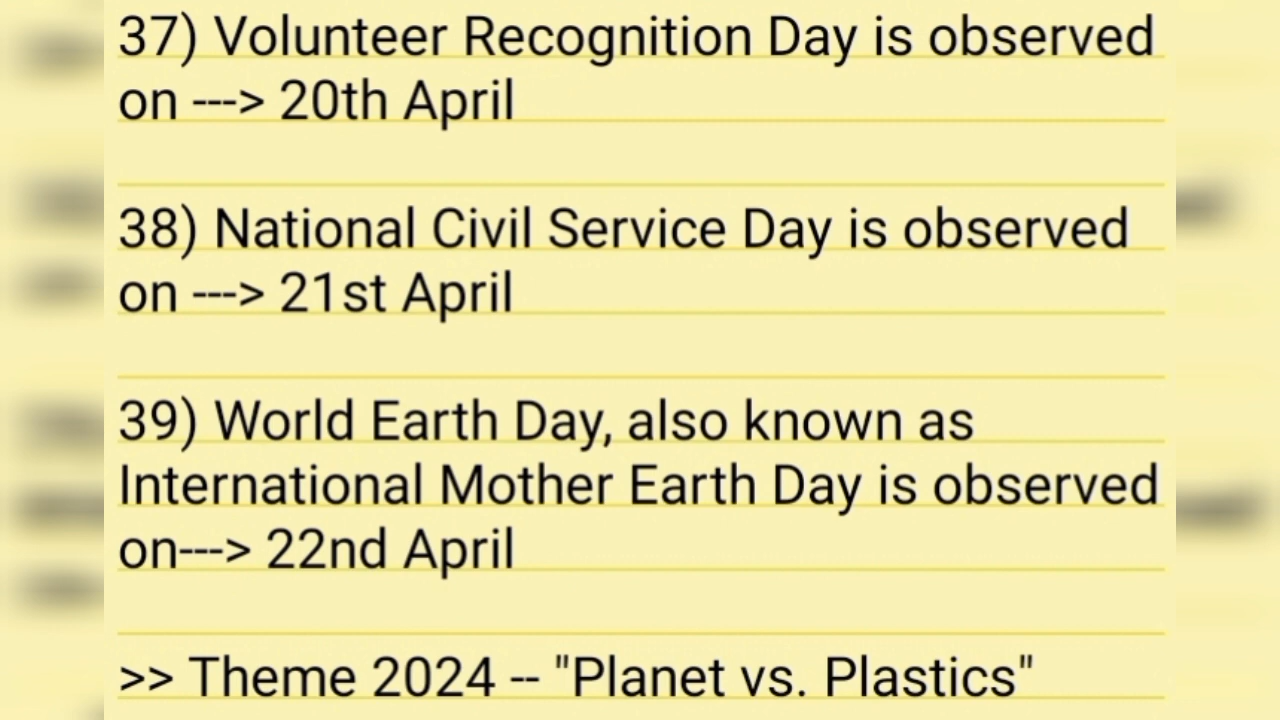 37) Volunteer Recognition Day is observed
on ---> 20th April
38) National Civil Service Day is observed
on ---> 21st April
39) World Earth Day, also known as
International Mother Earth Day is observed
on---> 22nd April
>> Theme 2024 -- "Planet vs. Plastics"